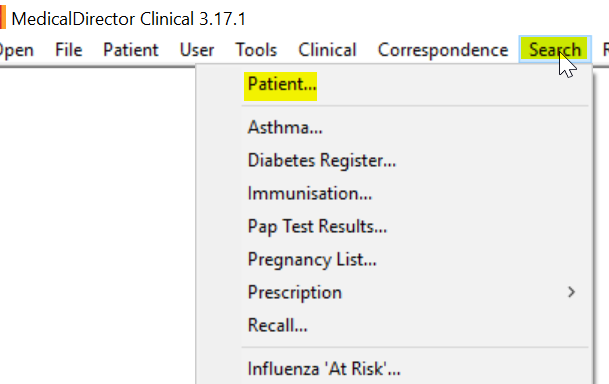 MedicalDirector Clinical 3.17.1
File Patient User Tools Clinical Correspondence Search
Patient...
Asthma...
Diabetes Register...
Immunisation...
Pap Test Results...
Pregnancy List...
Prescription
Recall...
Influenza 'At Risk'...